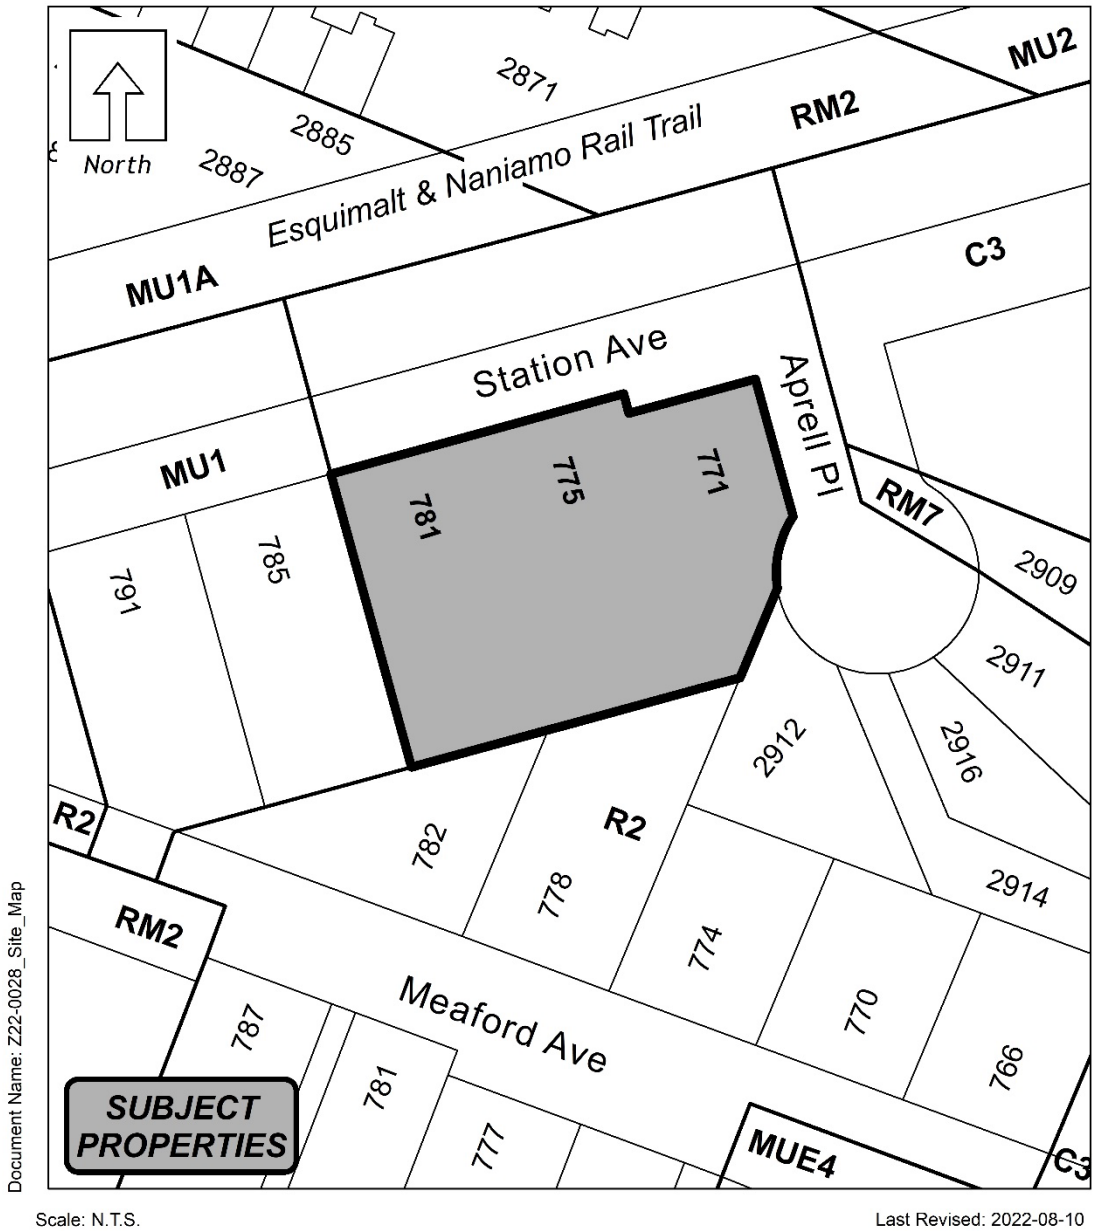 MU2
2871
RM2
2885
Esquimalt & Naniamo Rail Trail
North
2887
C3
MU1A
Station Ave
Aprell Pl
MU1
771
775
781
RM7
785
791
2909
2911
2912
2916
R2
R2
782
778
2914
RM2
774
Meaford Ave
770
787
766
781
777
SUBJECT
PROPERTIES
MUE4
C3
Document Name: Z22-0028_Site_Map
Scale: N.T.S.
Last Revised: 2022-08-10